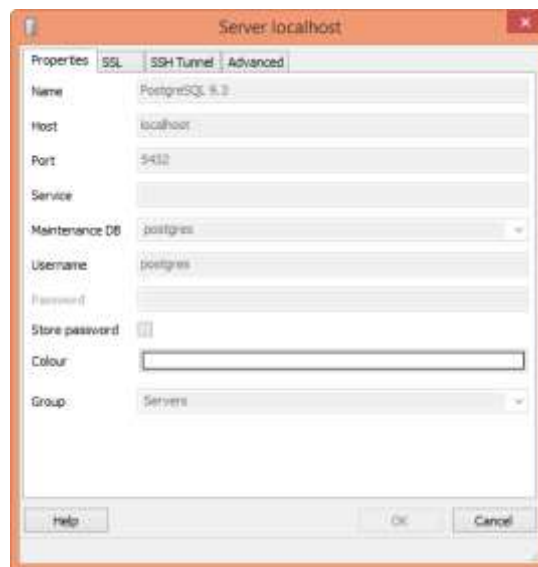 Server localhost
Properties SSL SSH Tunnel Advanced
Name PostgreSQL 9.3
Host localhost
Port 5432
Service
Maintenance DB postgres
Username postgres
Password
Store password
Colour
Group Servers
Help OK Cancel